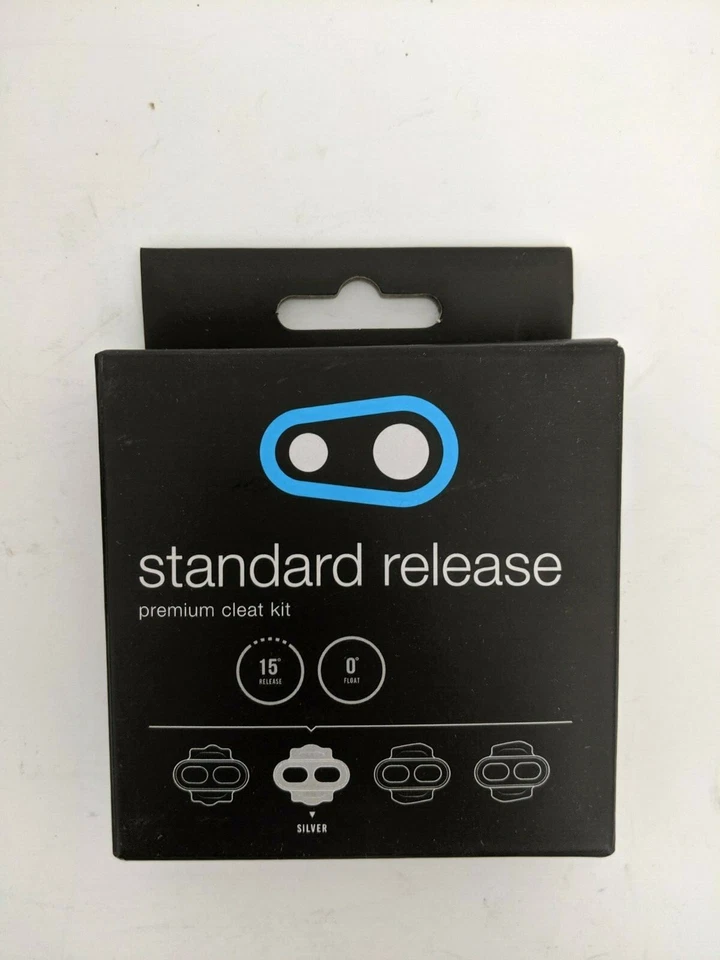 standard release
premium cleat kit
15° 0°
RELEASE FLOAT
SILVER